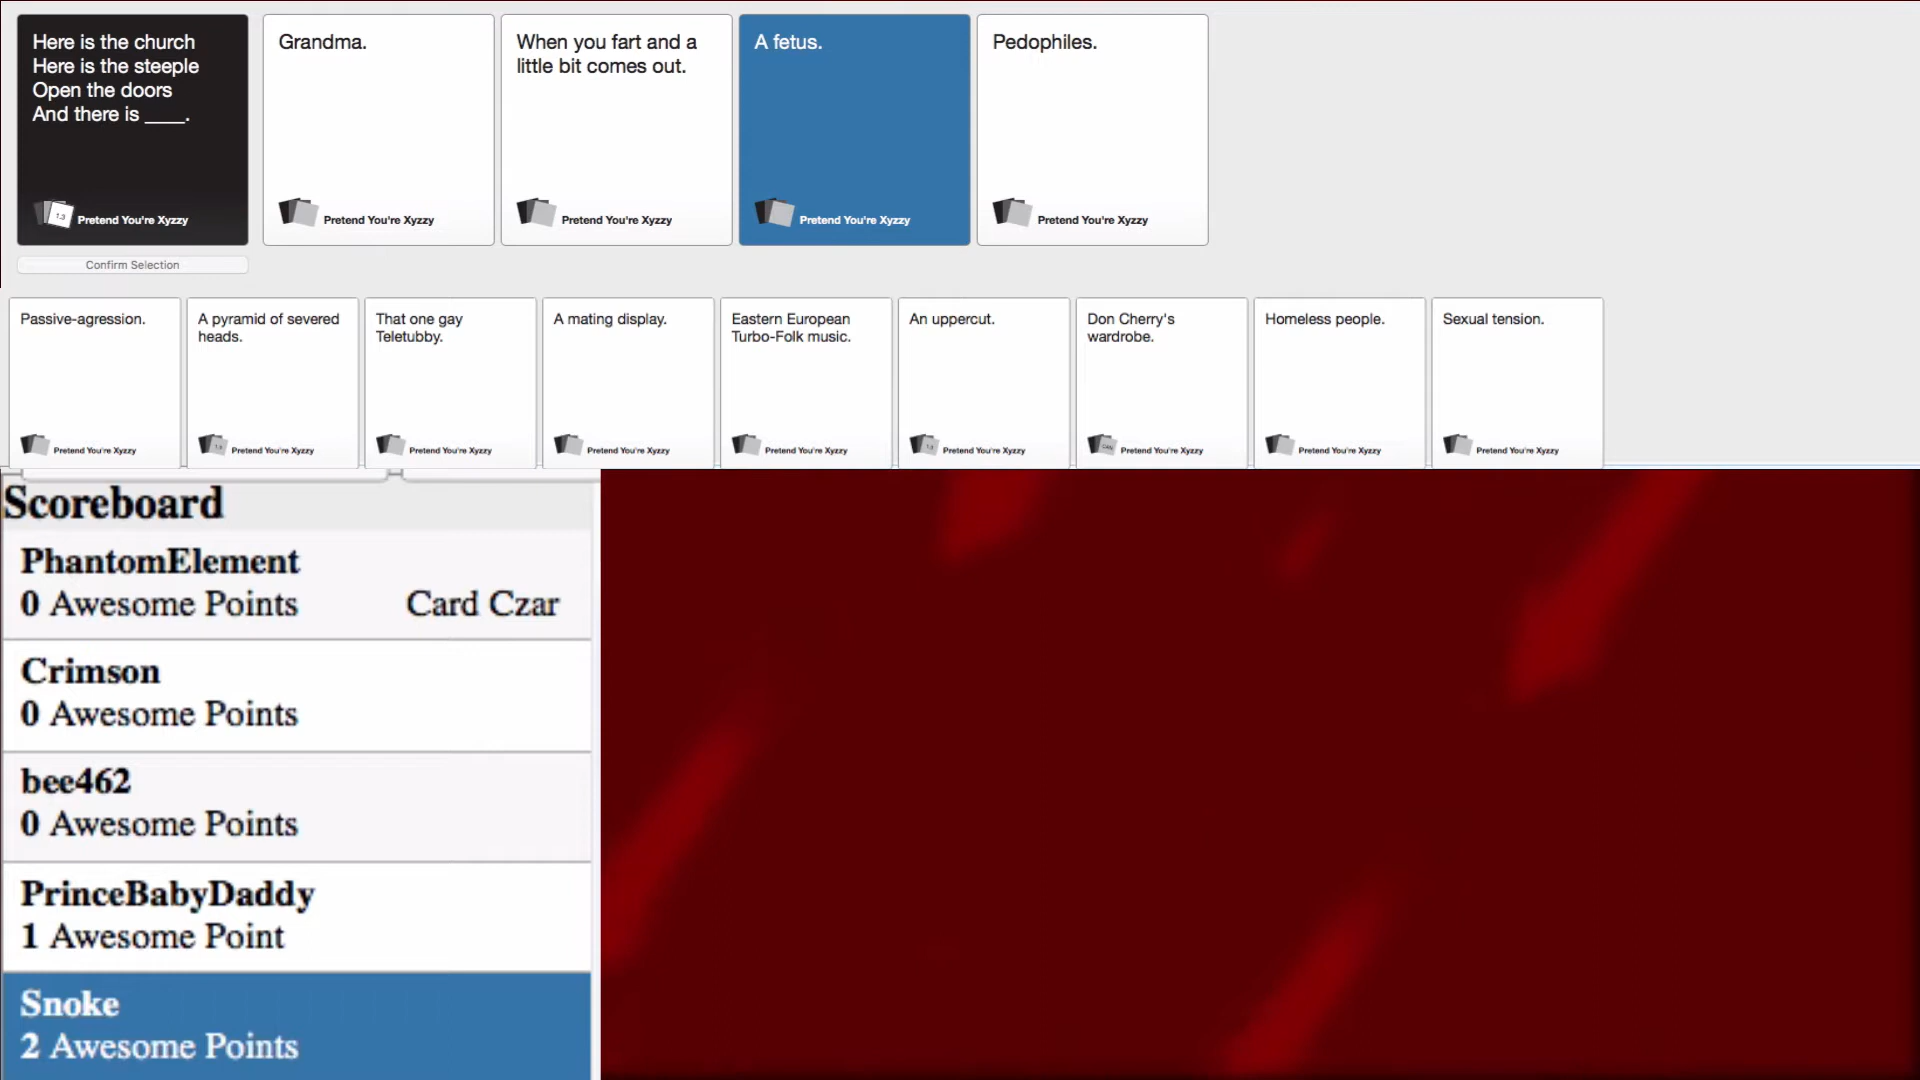 Here is the church
Here is the steeple
Open the doors
And there is ____.
1.3 Pretend You're Xyzzy
Grandma.
Pretend You're Xyzzy
When you fart and a
little bit comes out.
Pretend You're Xyzzy
A fetus.
Pretend You're Xyzzy
Pedophiles.
Pretend You're Xyzzy
Confirm Selection
Passive-agression.
Pretend You're Xyzzy
A pyramid of severed
heads.
1.3 Pretend You're Xyzzy
That one gay
Teletubby.
Pretend You're Xyzzy
A mating display.
Pretend You're Xyzzy
Eastern European
Turbo-Folk music.
Pretend You're Xyzzy
An uppercut.
1.3 Pretend You're Xyzzy
Don Cherry's
wardrobe.
CAN Pretend You're Xyzzy
Homeless people.
Pretend You're Xyzzy
Sexual tension.
Pretend You're Xyzzy
Scoreboard
PhantomElement
0 Awesome Points Card Czar
Crimson
0 Awesome Points
bee462
0 Awesome Points
PrinceBabyDaddy
1 Awesome Point
Snoke
2 Awesome Points